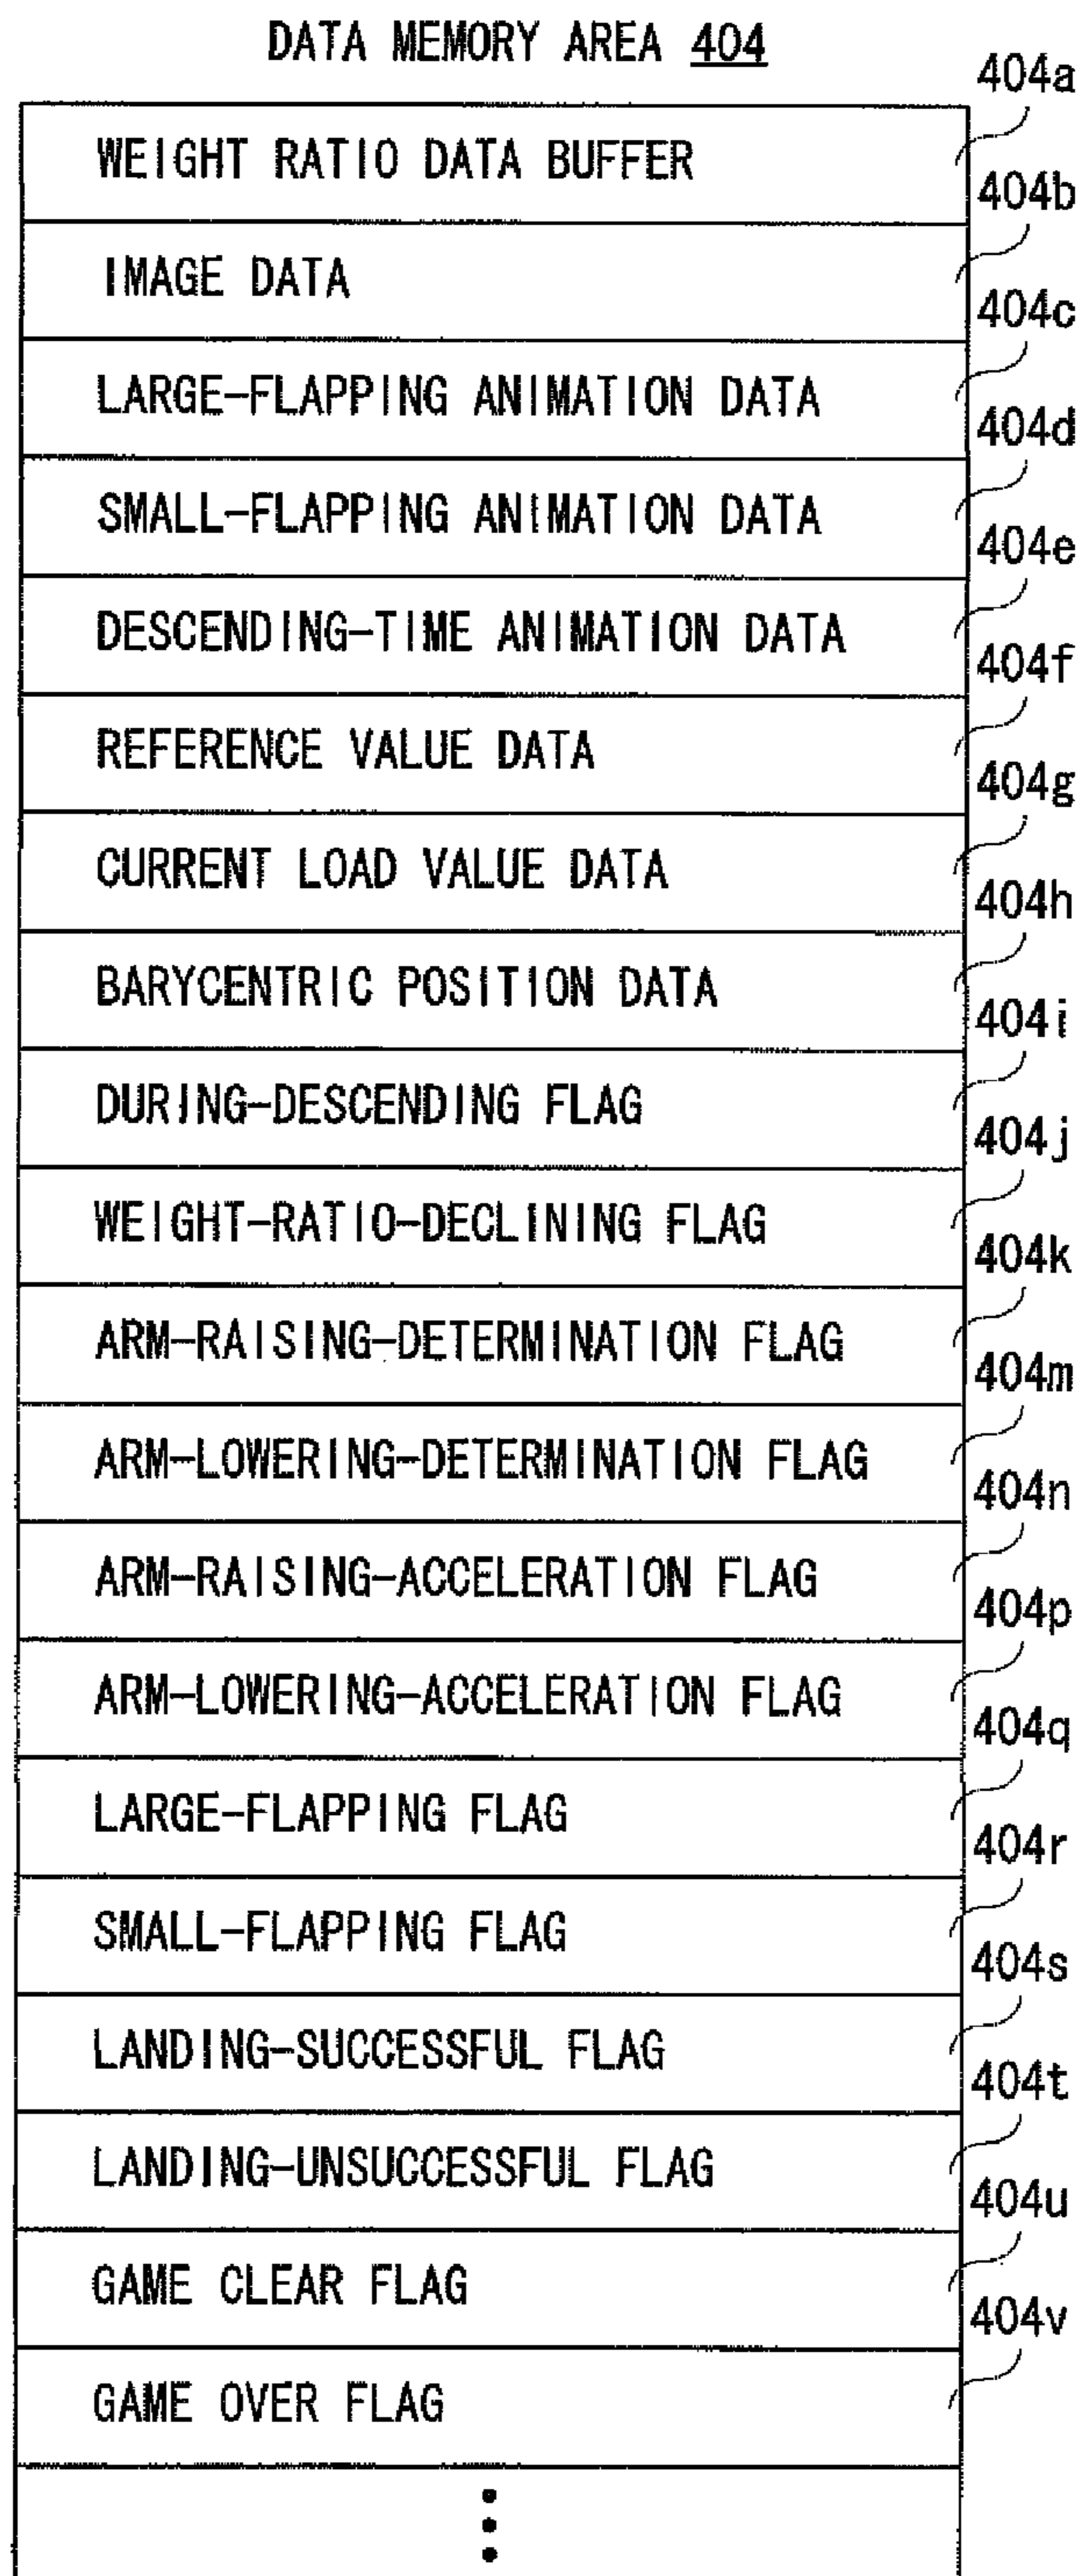 DATA MEMORY AREA 404
404a
WEIGHT RATIO DATA BUFFER
404b
IMAGE DATA
404c
LARGE-FLAPPING ANIMATION DATA
404d
SMALL-FLAPPING ANIMATION DATA
404e
DESCENDING-TIME ANIMATION DATA
404f
REFERENCE VALUE DATA
404g
CURRENT LOAD VALUE DATA
404h
BARYCENTRIC POSITION DATA
404i
DURING-DESCENDING FLAG
404j
WEIGHT-RATIO-DECLINING FLAG
404k
ARM-RAISING-DETERMINATION FLAG
404m
ARM-LOWERING-DETERMINATION FLAG
404n
ARM-RAISING-ACCELERATION FLAG
404p
ARM-LOWERING-ACCELERATION FLAG
404q
LARGE-FLAPPING FLAG
404r
SMALL-FLAPPING FLAG
404s
LANDING-SUCCESSFUL FLAG
404t
LANDING-UNSUCCESSFUL FLAG
404u
GAME CLEAR FLAG
404v
GAME OVER FLAG